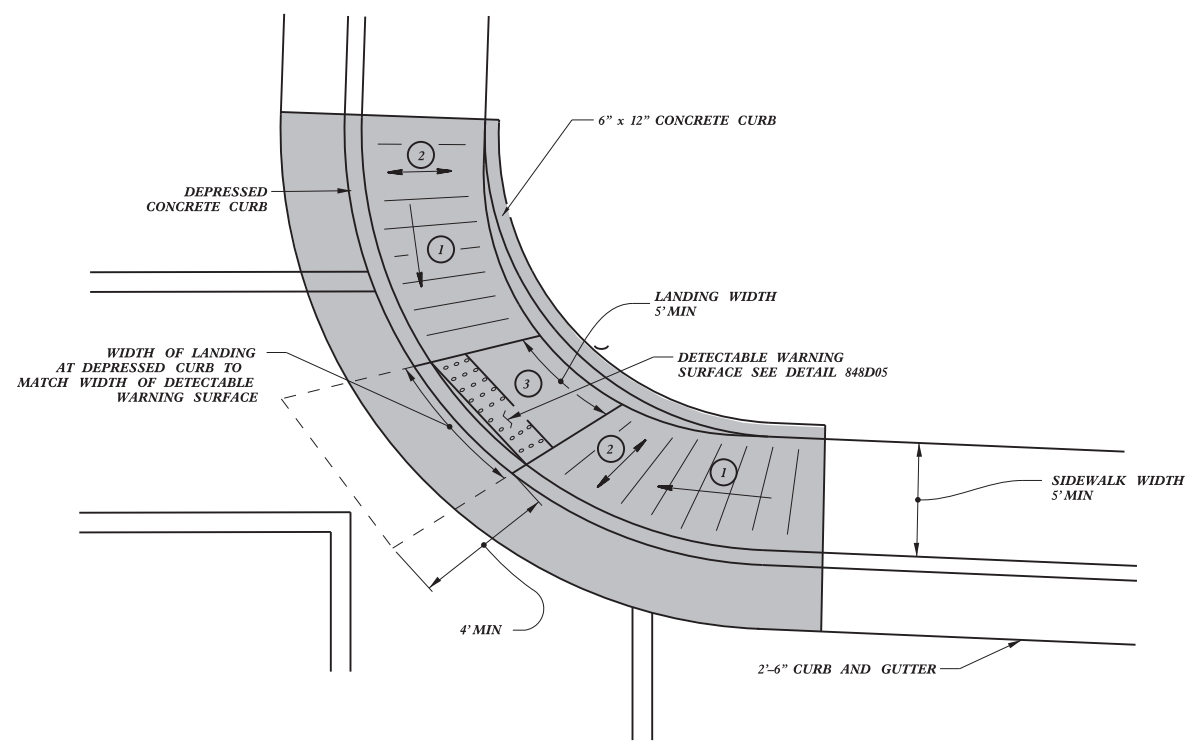 6” x 12” CONCRETE CURB
2
DEPRESSED
CONCRETE CURB
1
LANDING WIDTH
5’ MIN
WIDTH OF LANDING
AT DEPRESSED CURB TO
MATCH WIDTH OF DETECTABLE
WARNING SURFACE
DETECTABLE WARNING
SURFACE SEE DETAIL 848D05
3
2
1
SIDEWALK WIDTH
5’ MIN
4’ MIN
2’–6” CURB AND GUTTER